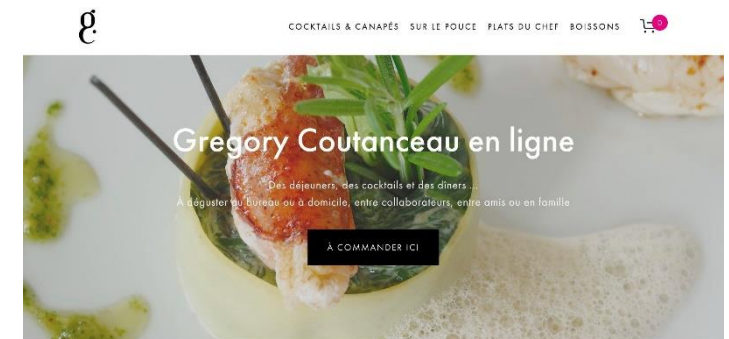 g.
COCKTAILS & CANAPÉS SUR LE POUCE PLATS DU CHEF BOISSONS 0
Gregory Coutanceau en ligne
Des déjeuners, des cocktails et des dîners ...
À déguster au bureau ou à domicile, entre collaborateurs, entre amis ou en famille
À COMMANDER ICI